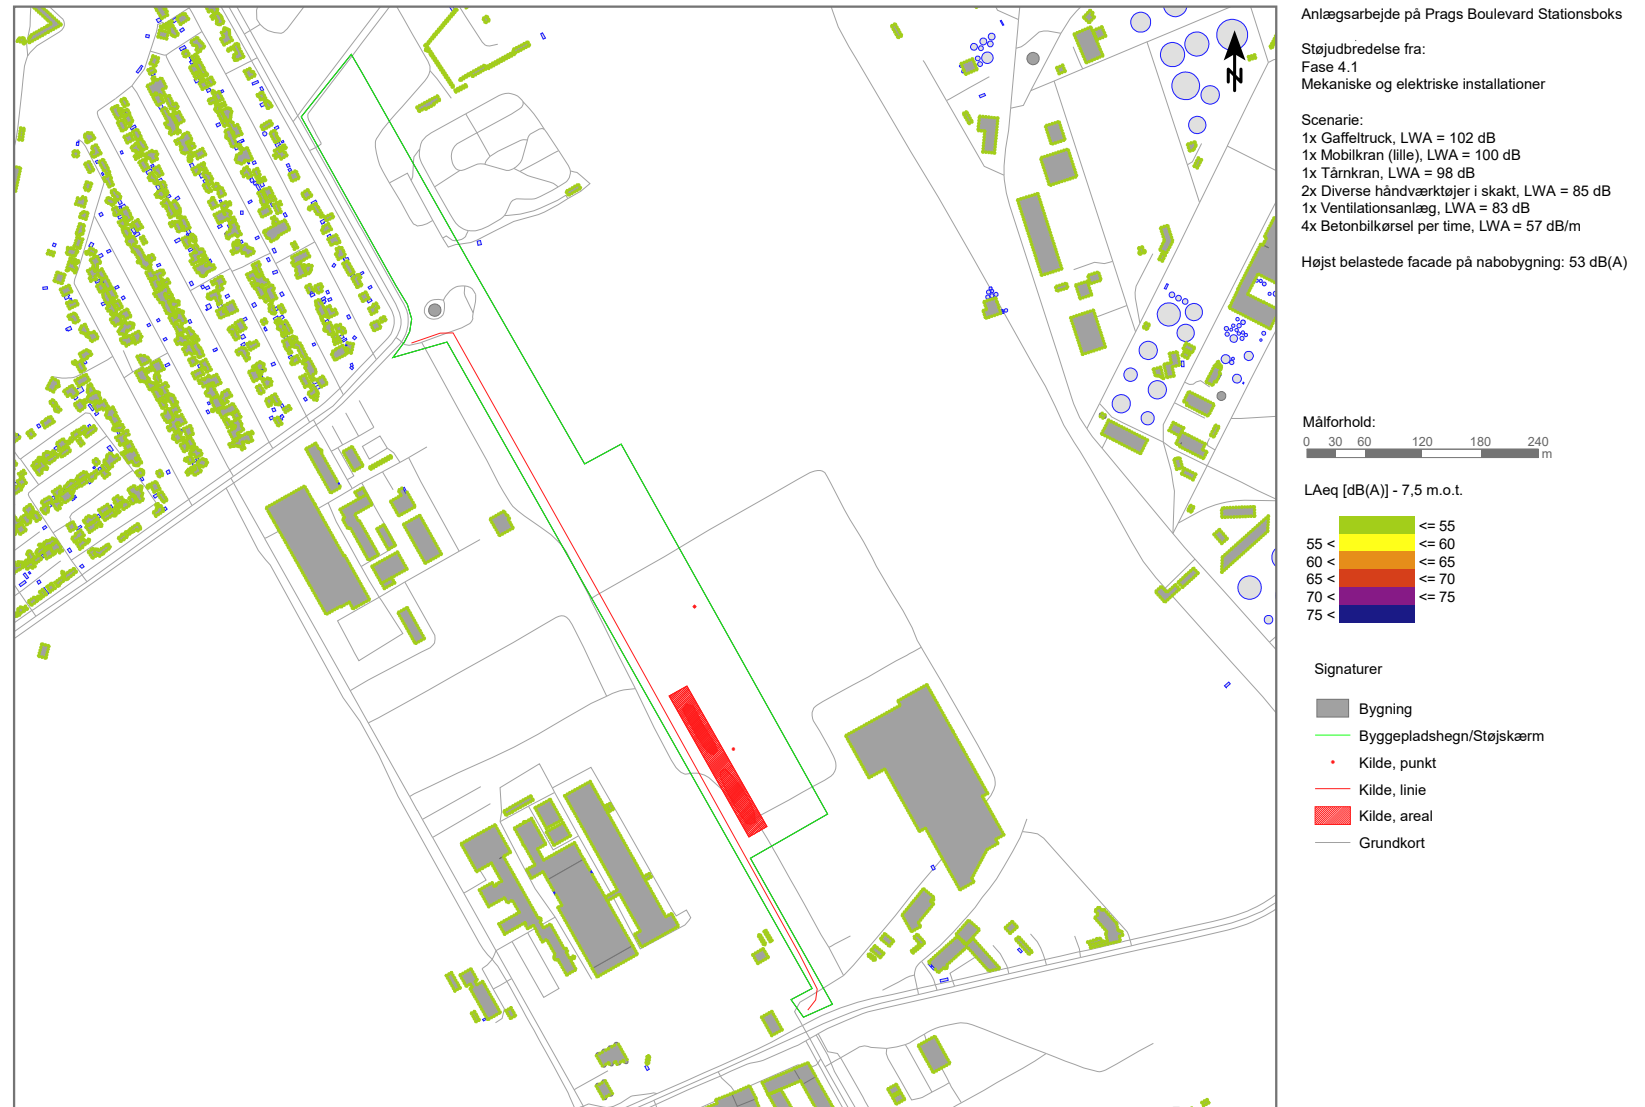 Anlægsarbejde på Prags Boulevard Stationsboks
Støjudbredelse fra:
Fase 4.1
Mekaniske og elektriske installationer
Scenarie:
1x Gaffeltruck, LWA = 102 dB
1x Mobilkran (lille), LWA = 100 dB
1x Tårnkran, LWA = 98 dB
2x Diverse håndværktøjer i skakt, LWA = 85 dB
1x Ventilationsanlæg, LWA = 83 dB
4x Betonbilkørsel per time, LWA = 57 dB/m
Højst belastede facade på nabobygning: 53 dB(A)
N
Målforhold:
0 30 60 120 180 240
m
LAeq [dB(A)] - 7,5 m.o.t.
<= 55
55 < <= 60
60 < <= 65
65 < <= 70
70 < <= 75
75 <
Signaturer
Bygning
Byggepladshegn/Støjskærm
Kilde, punkt
Kilde, linie
Kilde, areal
Grundkort